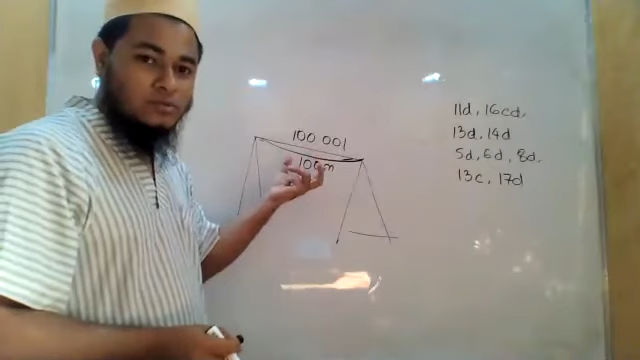 100 001
100m
11d, 16cd,
13d, 14d
5d, 6d, 8d,
13c, 17d